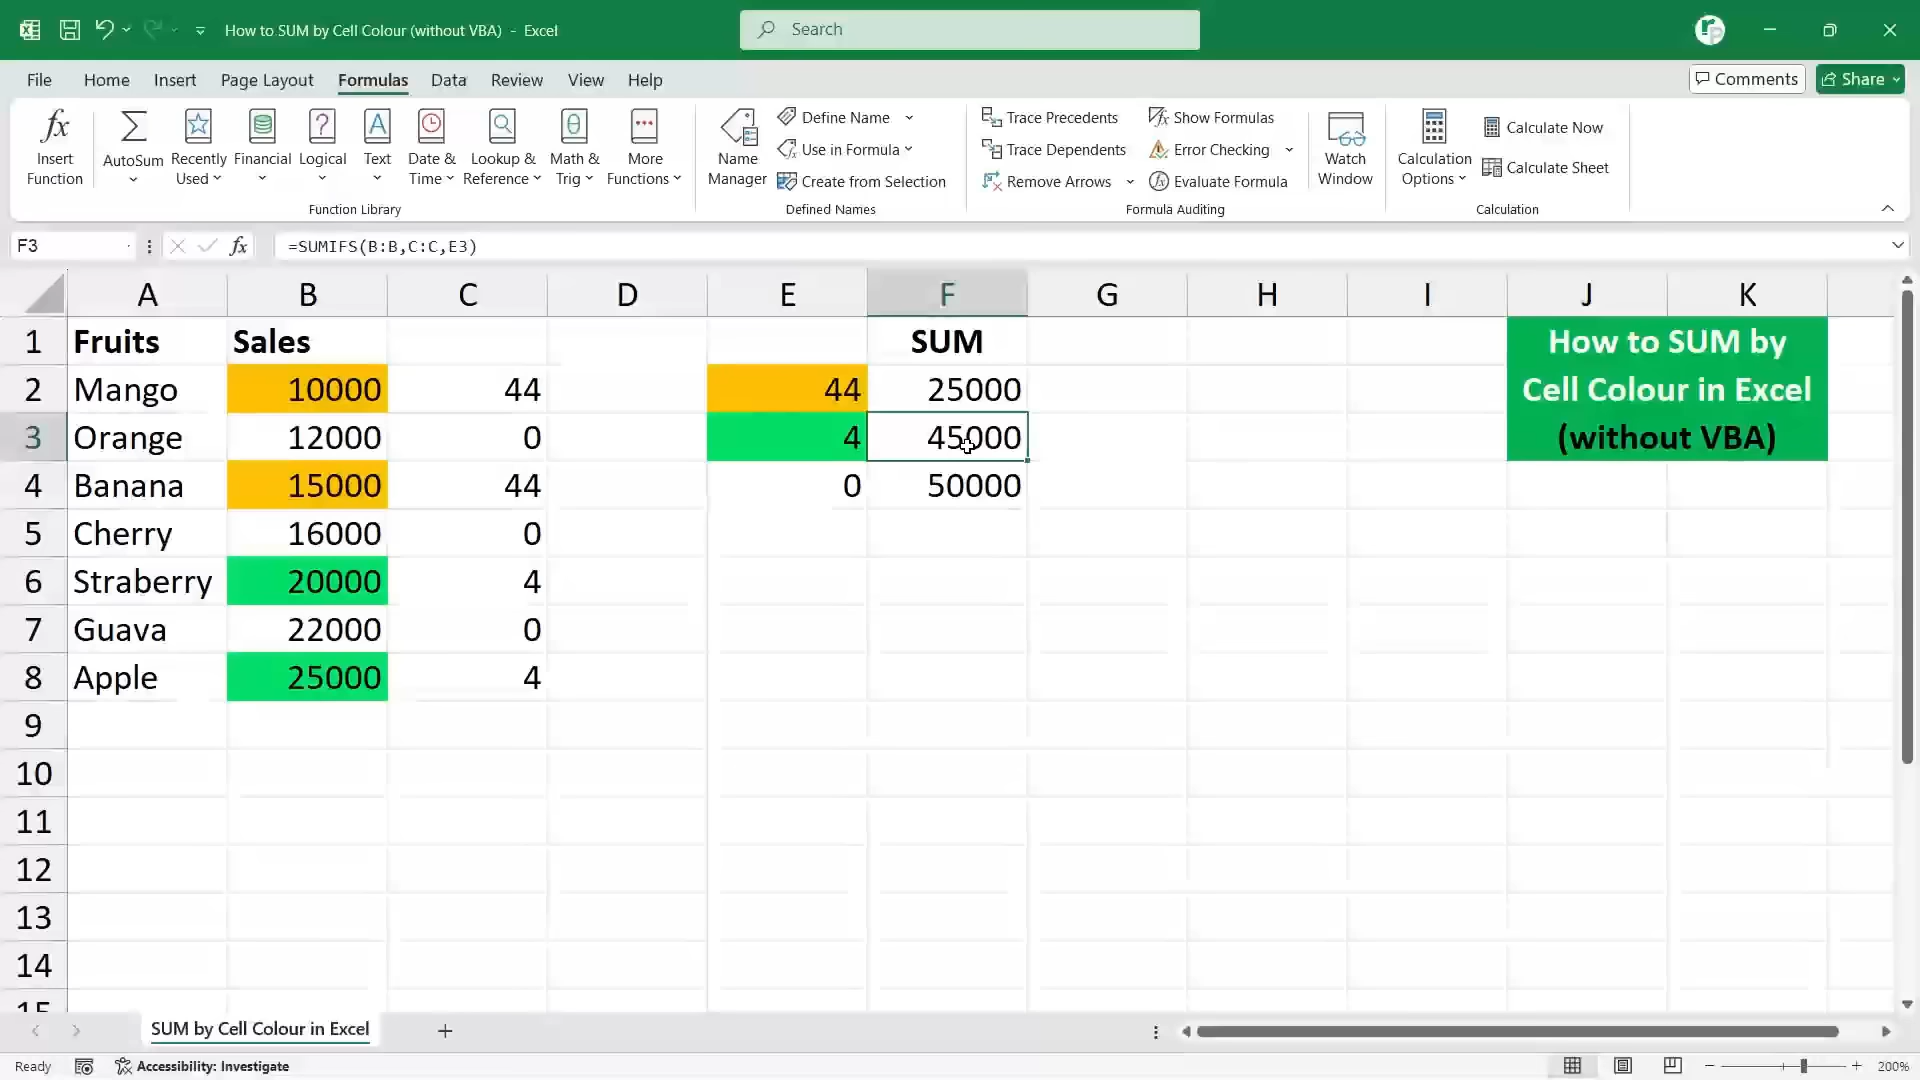 How to SUM by Cell Colour (without VBA) - Excel
Search
File Home Insert Page Layout Formulas Data Review View Help
Comments Share
fx Insert Function
AutoSum
Recently Used
Financial
Logical
Text
Date & Time
Lookup & Reference
Math & Trig
More Functions
Function Library
Name Manager
Define Name
Use in Formula
Create from Selection
Defined Names
Trace Precedents
Trace Dependents
Remove Arrows
Show Formulas
Error Checking
Evaluate Formula
Formula Auditing
Watch Window
Calculation Options
Calculate Now
Calculate Sheet
Calculation
F3 fx =SUMIFS(B:B,C:C,E3)
A B C D E F G H I J K
1 Fruits Sales SUM How to SUM by
2 Mango 10000 44 44 25000 Cell Colour in Excel
3 Orange 12000 0 4 45000 (without VBA)
4 Banana 15000 44 0 50000
5 Cherry 16000 0
6 Straberry 20000 4
7 Guava 22000 0
8 Apple 25000 4
9
10
11
12
13
14
15
SUM by Cell Colour in Excel
Ready Accessibility: Investigate 200%